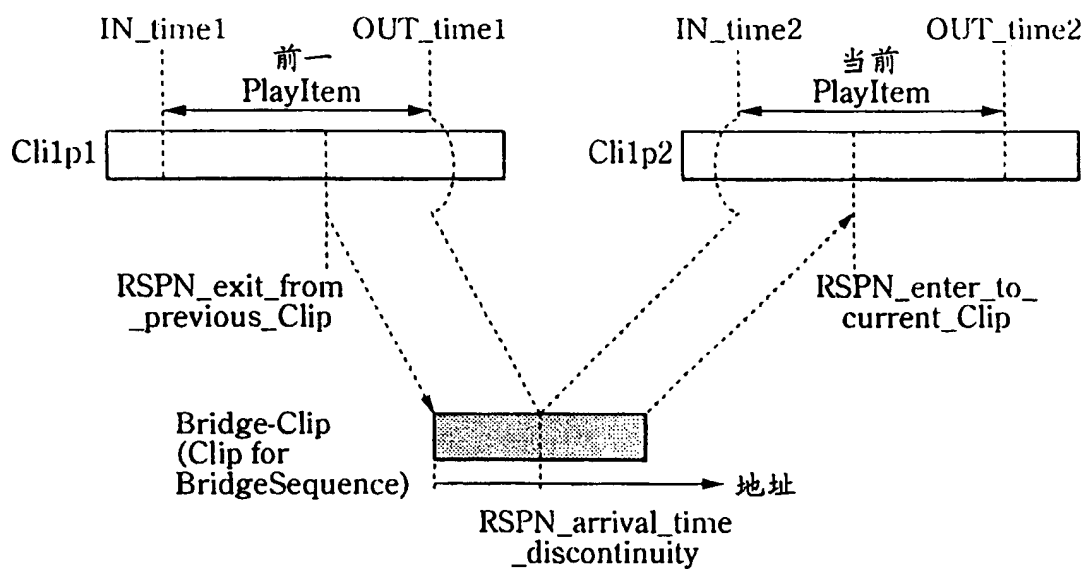 IN_time1
OUT_time1
IN_time2
OUT_time2
前一
PlayItem
当前
PlayItem
Cli1p1
Cli1p2
RSPN_exit_from
_previous_Clip
RSPN_enter_to_
current_Clip
Bridge-Clip
(Clip for
BridgeSequence)
地址
RSPN_arrival_time
_discontinuity